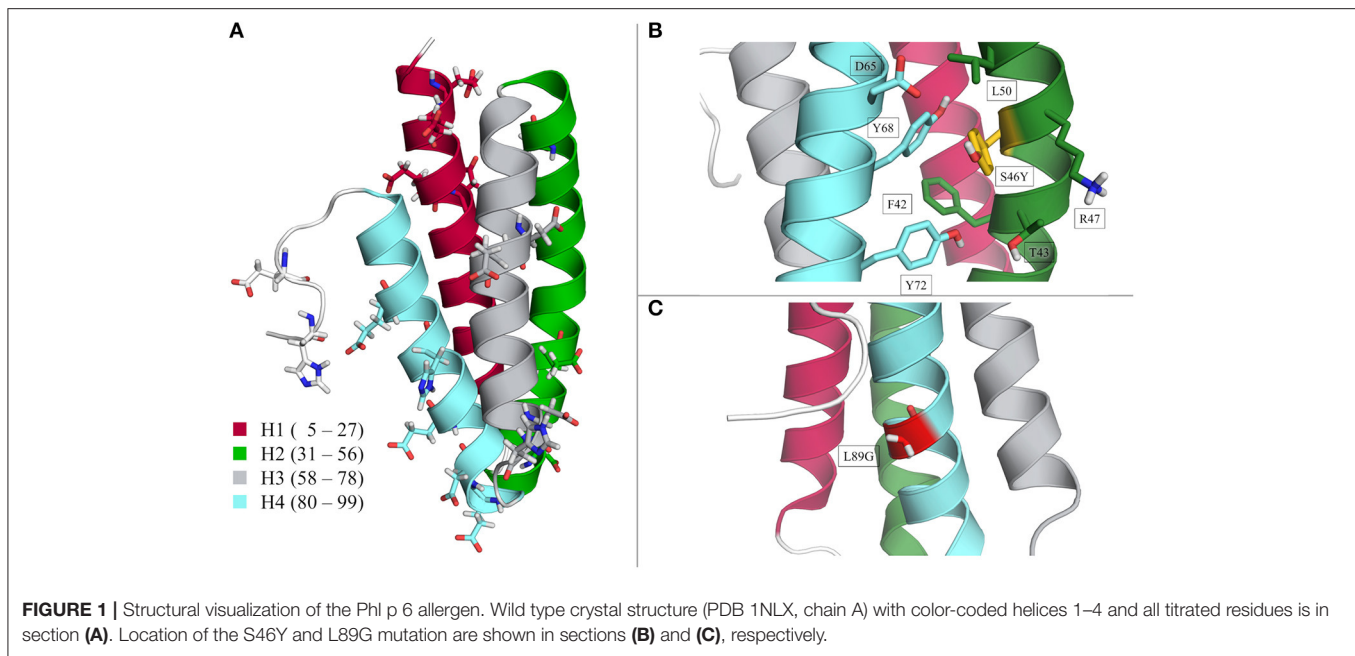 A
H1 ( 5 – 27)
H2 (31 – 56)
H3 (58 – 78)
H4 (80 – 99)
B
D65
L50
Y68
S46Y
F42
R47
T43
Y72
C
L89G
FIGURE 1 | Structural visualization of the Phl p 6 allergen. Wild type crystal structure (PDB 1NLX, chain A) with color-coded helices 1–4 and all titrated residues is in
section (A). Location of the S46Y and L89G mutation are shown in sections (B) and (C), respectively.